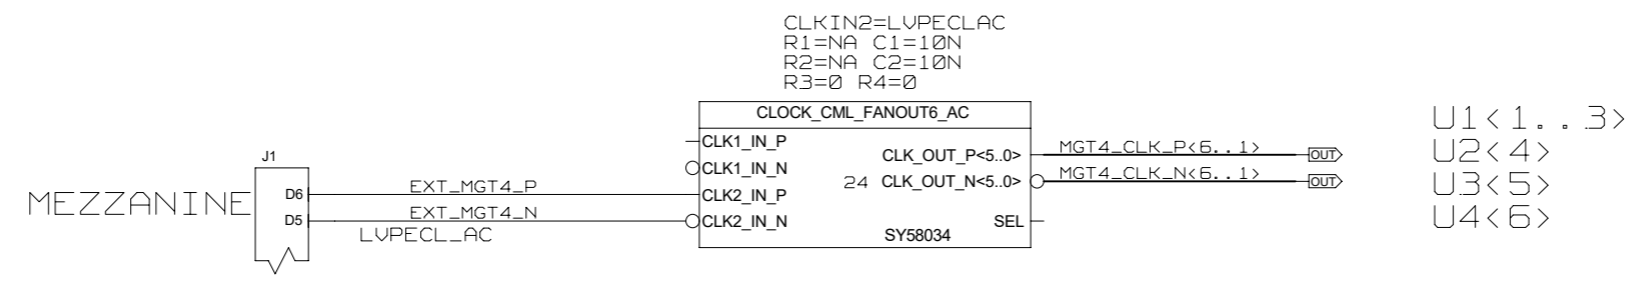 CLKIN2=LVPECLAC
R1=NA C1=10N
R2=NA C2=10N
R3=0 R4=0
CLOCK_CML_FANOUT6_AC
CLK1_IN_P
CLK1_IN_N
CLK2_IN_P
CLK2_IN_N
CLK_OUT_P<5..0>
24 CLK_OUT_N<5..0>
SEL
SY58034
J1
MEZZANINE
D6
D5
EXT_MGT4_P
EXT_MGT4_N
LVPECL_AC
MGT4_CLK_P<6..1>
OUT
MGT4_CLK_N<6..1>
OUT
U1<1...3>
U2<4>
U3<5>
U4<6>